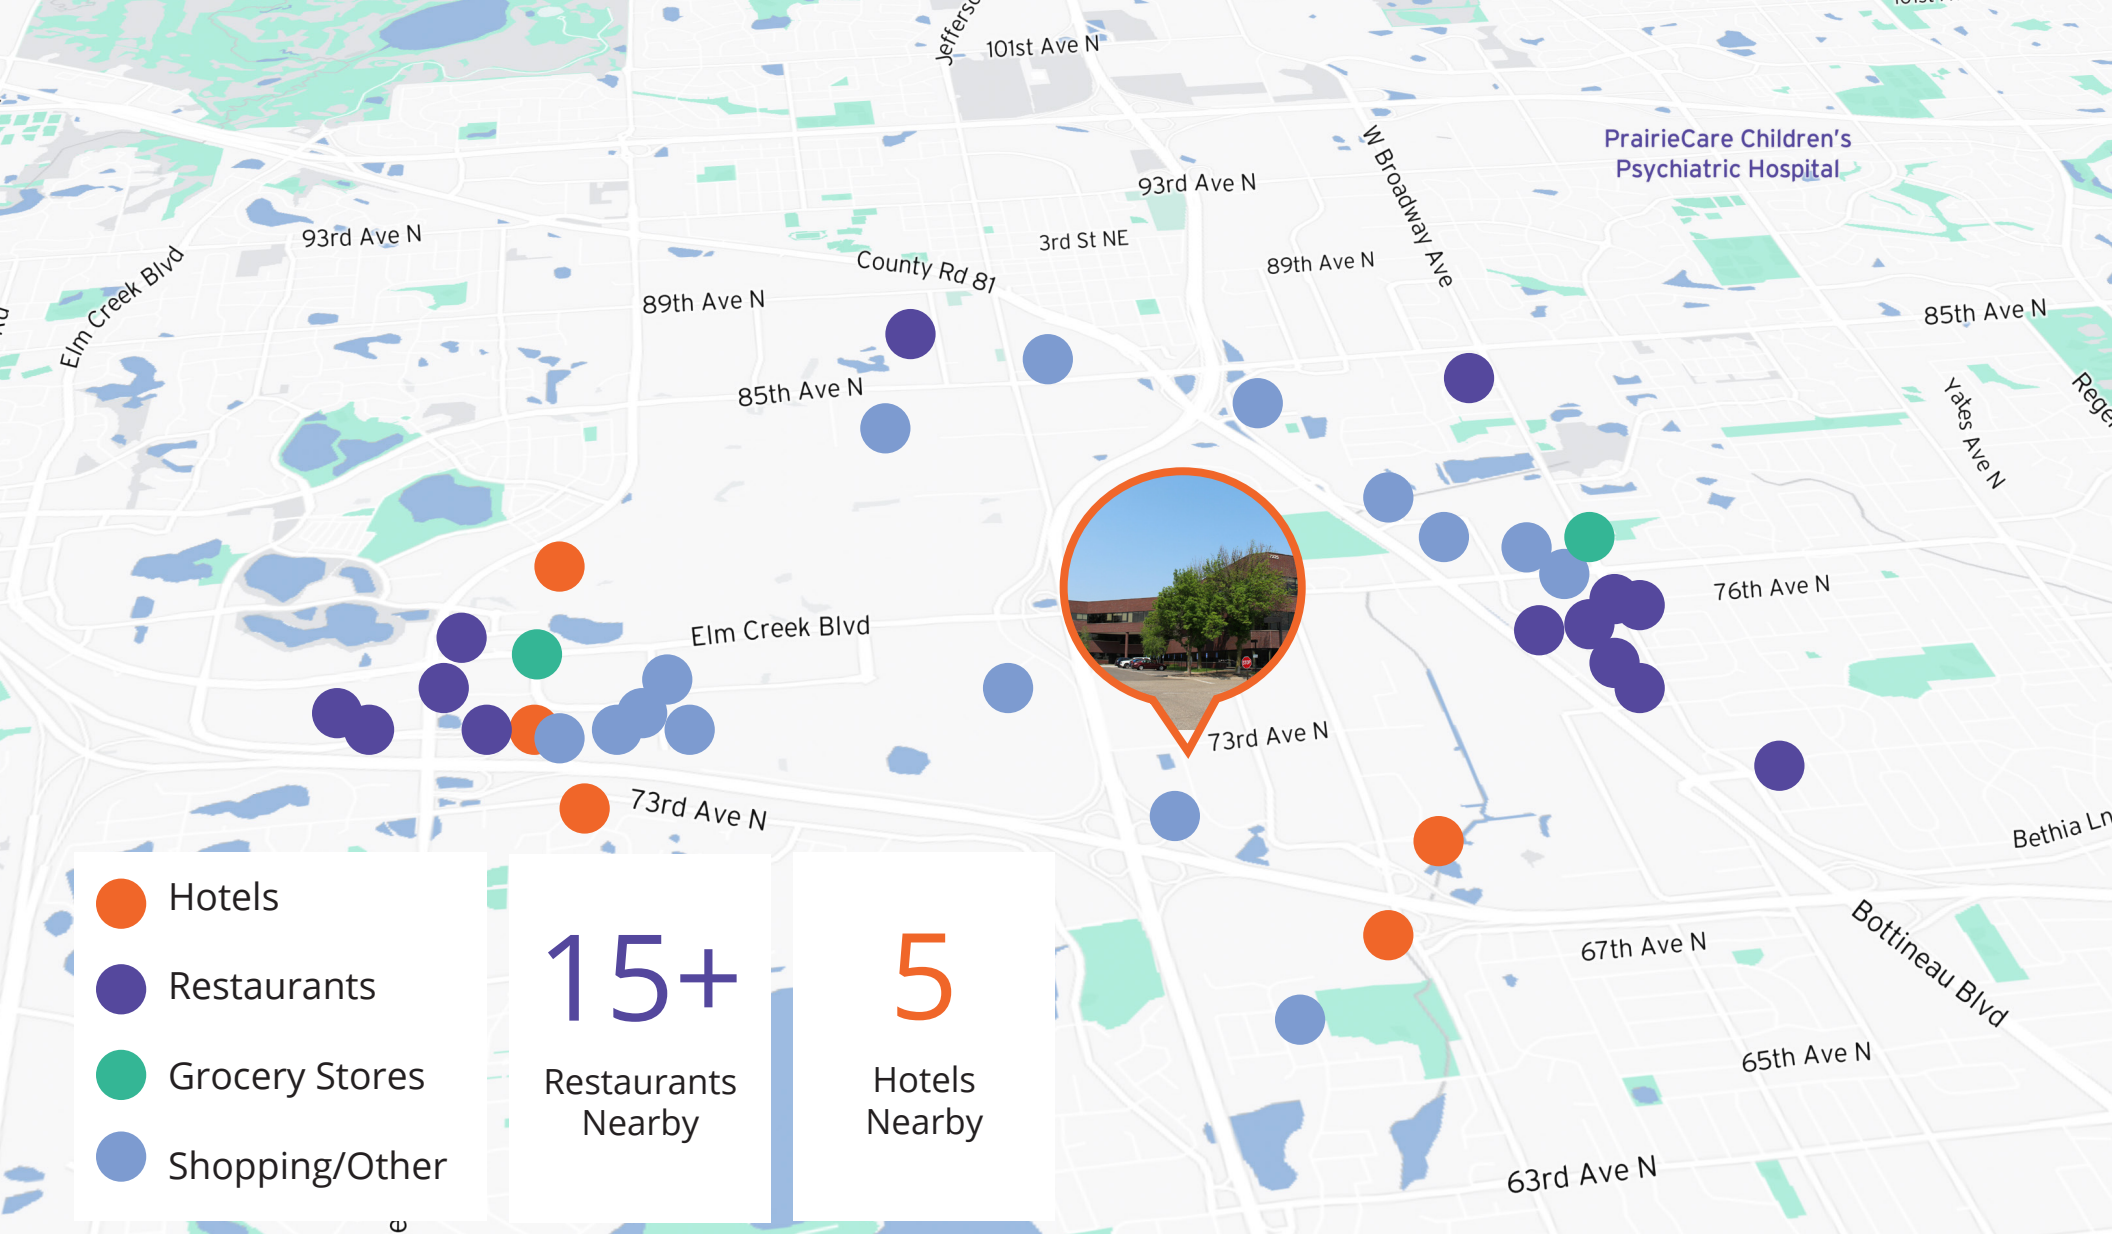 101st Ave N
93rd Ave N
W Broadway Ave
PrairieCare Children's
Psychiatric Hospital
93rd Ave N
3rd St NE
89th Ave N
County Rd 81
Elm Creek Blvd
89th Ave N
85th Ave N
85th Ave N
Yates Ave N
76th Ave N
Elm Creek Blvd
73rd Ave N
73rd Ave N
Bethia Ln
Bottineau Blvd
67th Ave N
65th Ave N
63rd Ave N
STOP
Hotels
Restaurants
Grocery Stores
Shopping/Other
15+
Restaurants
Nearby
5
Hotels
Nearby